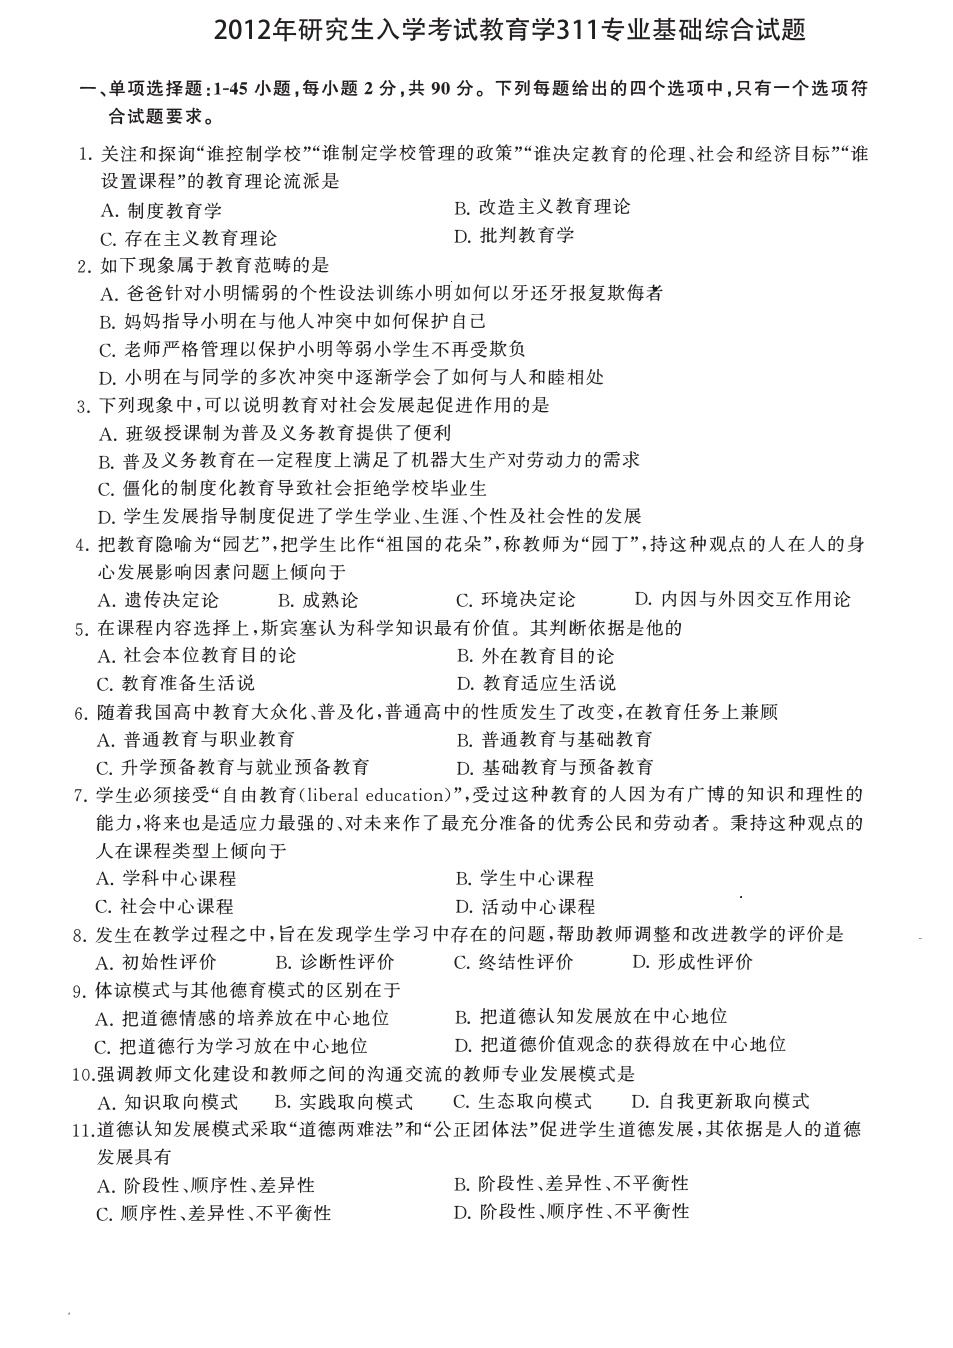 2012年研究生入学考试教育学311专业基础综合试题
一、单项选择题:1-45 小题,每小题 2 分,共 90 分。下列每题给出的四个选项中,只有一个选项符
合试题要求。
1. 关注和探询“谁控制学校”“谁制定学校管理的政策”“谁决定教育的伦理、社会和经济目标”“谁
设置课程”的教育理论流派是
A. 制度教育学 B. 改造主义教育理论
C. 存在主义教育理论 D. 批判教育学
2. 如下现象属于教育范畴的是
A. 爸爸针对小明懦弱的个性设法训练小明如何以牙还牙报复欺侮者
B. 妈妈指导小明在与他人冲突中如何保护自己
C. 老师严格管理以保护小明等弱小学生不再受欺负
D. 小明在与同学的多次冲突中逐渐学会了如何与人和睦相处
3. 下列现象中,可以说明教育对社会发展起促进作用的是
A. 班级授课制为普及义务教育提供了便利
B. 普及义务教育在一定程度上满足了机器大生产对劳动力的需求
C. 僵化的制度化教育导致社会拒绝学校毕业生
D. 学生发展指导制度促进了学生学业、生涯、个性及社会性的发展
4. 把教育隐喻为“园艺”,把学生比作“祖国的花朵”,称教师为“园丁”,持这种观点的人在人的身
心发展影响因素问题上倾向于
A. 遗传决定论 B. 成熟论 C. 环境决定论 D. 内因与外因交互作用论
5. 在课程内容选择上,斯宾塞认为科学知识最有价值。其判断依据是他的
A. 社会本位教育目的论 B. 外在教育目的论
C. 教育准备生活说 D. 教育适应生活说
6. 随着我国高中教育大众化、普及化,普通高中的性质发生了改变,在教育任务上兼顾
A. 普通教育与职业教育 B. 普通教育与基础教育
C. 升学预备教育与就业预备教育 D. 基础教育与预备教育
7. 学生必须接受“自由教育(liberal education)”,受过这种教育的人因为有广博的知识和理性的
能力,将来也是适应力最强的、对未来作了最充分准备的优秀公民和劳动者。秉持这种观点的
人在课程类型上倾向于
A. 学科中心课程 B. 学生中心课程
C. 社会中心课程 D. 活动中心课程
8. 发生在教学过程之中,旨在发现学生学习中存在的问题,帮助教师调整和改进教学的评价是
A. 初始性评价 B. 诊断性评价 C. 终结性评价 D. 形成性评价
9. 体谅模式与其他德育模式的区别在于
A. 把道德情感的培养放在中心地位 B. 把道德认知发展放在中心地位
C. 把道德行为学习放在中心地位 D. 把道德价值观念的获得放在中心地位
10.强调教师文化建设和教师之间的沟通交流的教师专业发展模式是
A. 知识取向模式 B. 实践取向模式 C. 生态取向模式 D. 自我更新取向模式
11.道德认知发展模式采取“道德两难法”和“公正团体法”促进学生道德发展,其依据是人的道德
发展具有
A. 阶段性、顺序性、差异性 B. 阶段性、差异性、不平衡性
C. 顺序性、差异性、不平衡性 D. 阶段性、顺序性、不平衡性